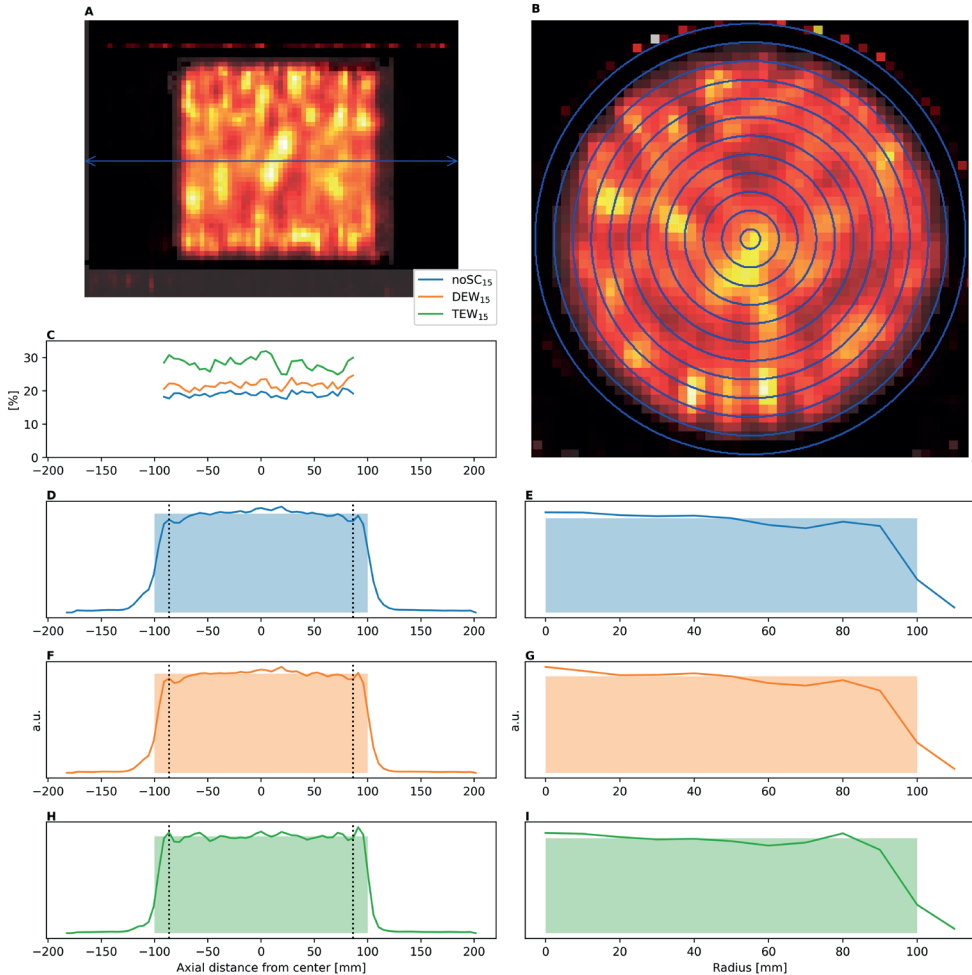 A
B
noSC15
DEW15
TEW15
C
30
20
10
0
[%]
−200 −150 −100 −50 0 50 100 150 200
D
E
−200 −150 −100 −50 0 50 100 150 200
0 20 40 60 80 100
F
G
a.u.
a.u.
−200 −150 −100 −50 0 50 100 150 200
0 20 40 60 80 100
H
I
−200 −150 −100 −50 0 50 100 150 200
0 20 40 60 80 100
Axial distance from center [mm]
Radius [mm]